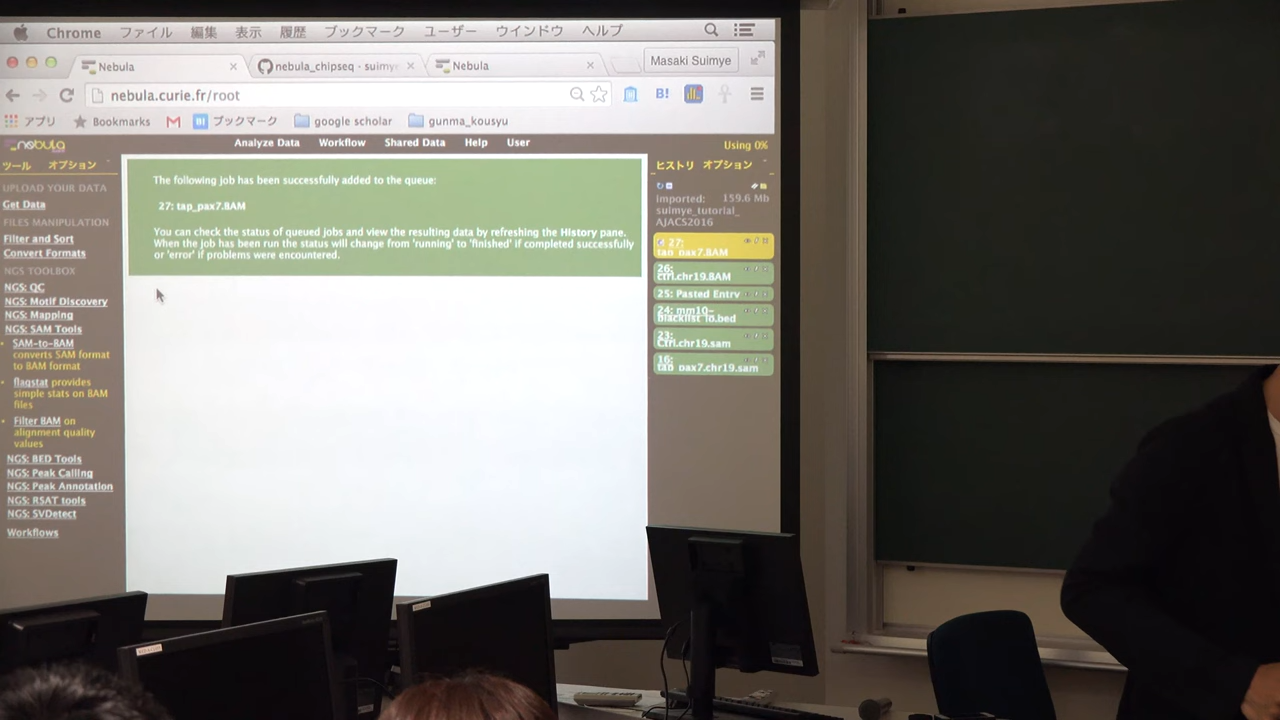 Chrome ファイル 編集 表示 履歴 ブックマーク ユーザー ウインドウ ヘルプ
Nebula
nebula_chipseq - suimy
Nebula
Masaki Suimye
nebula.curie.fr/root
B!
アプリ Bookmarks B! ブックマーク google scholar gunma_kousyu
nebula
Analyze Data Workflow Shared Data Help User
Using 0%
ツール オプション
UPLOAD YOUR DATA
Get Data
FILES MANIPULATION
Filter and Sort
Convert Formats
NGS TOOLBOX
NGS: QC
NGS: Motif Discovery
NGS: Mapping
NGS: SAM Tools
SAM-to-BAM
converts SAM format
to BAM format
flagstat provides
simple stats on BAM
files
Filter BAM on
alignment quality
values
NGS: BED Tools
NGS: Peak Calling
NGS: Peak Annotation
NGS: RSAT tools
NGS: SVDetect
Workflows
The following job has been successfully added to the queue:
27: tap_pax7.BAM
You can check the status of queued jobs and view the resulting data by refreshing the History pane.
When the job has been run the status will change from 'running' to 'finished' if completed successfully
or 'error' if problems were encountered.
ヒストリ オプション
imported: 159.6 Mb
suimye_tutorial_
AJACS2016
27:
tap_pax7.BAM
26:
ctrl.chr19.BAM
25: Pasted Entry
24: mm10-
blacklist_lo.bed
23:
Ctrl.chr19.sam
16:
tap_pax7.chr19.sam